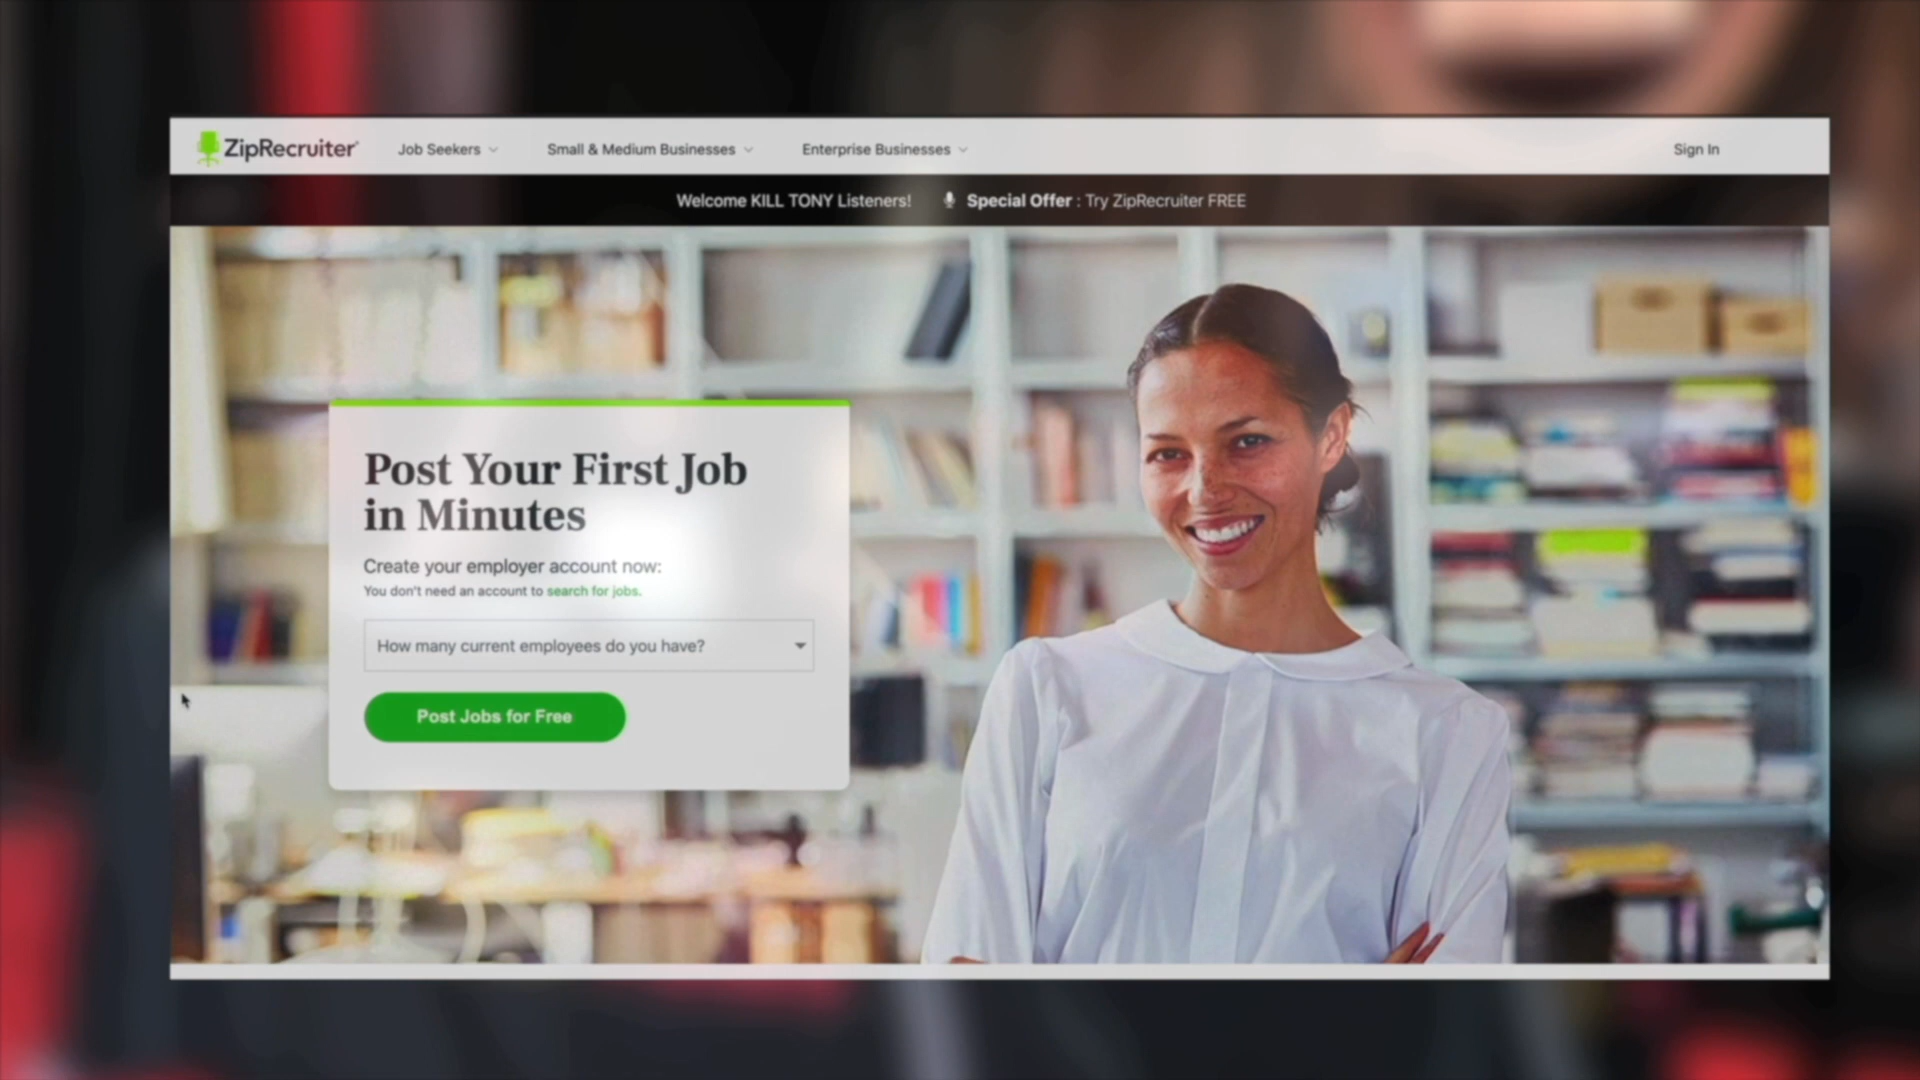 ZipRecruiter
Job Seekers
Small & Medium Businesses
Enterprise Businesses
Sign In
Welcome KILL TONY Listeners!
Special Offer : Try ZipRecruiter FREE
Post Your First Job
in Minutes
Create your employer account now:
You don't need an account to search for jobs.
How many current employees do you have?
Post Jobs for Free